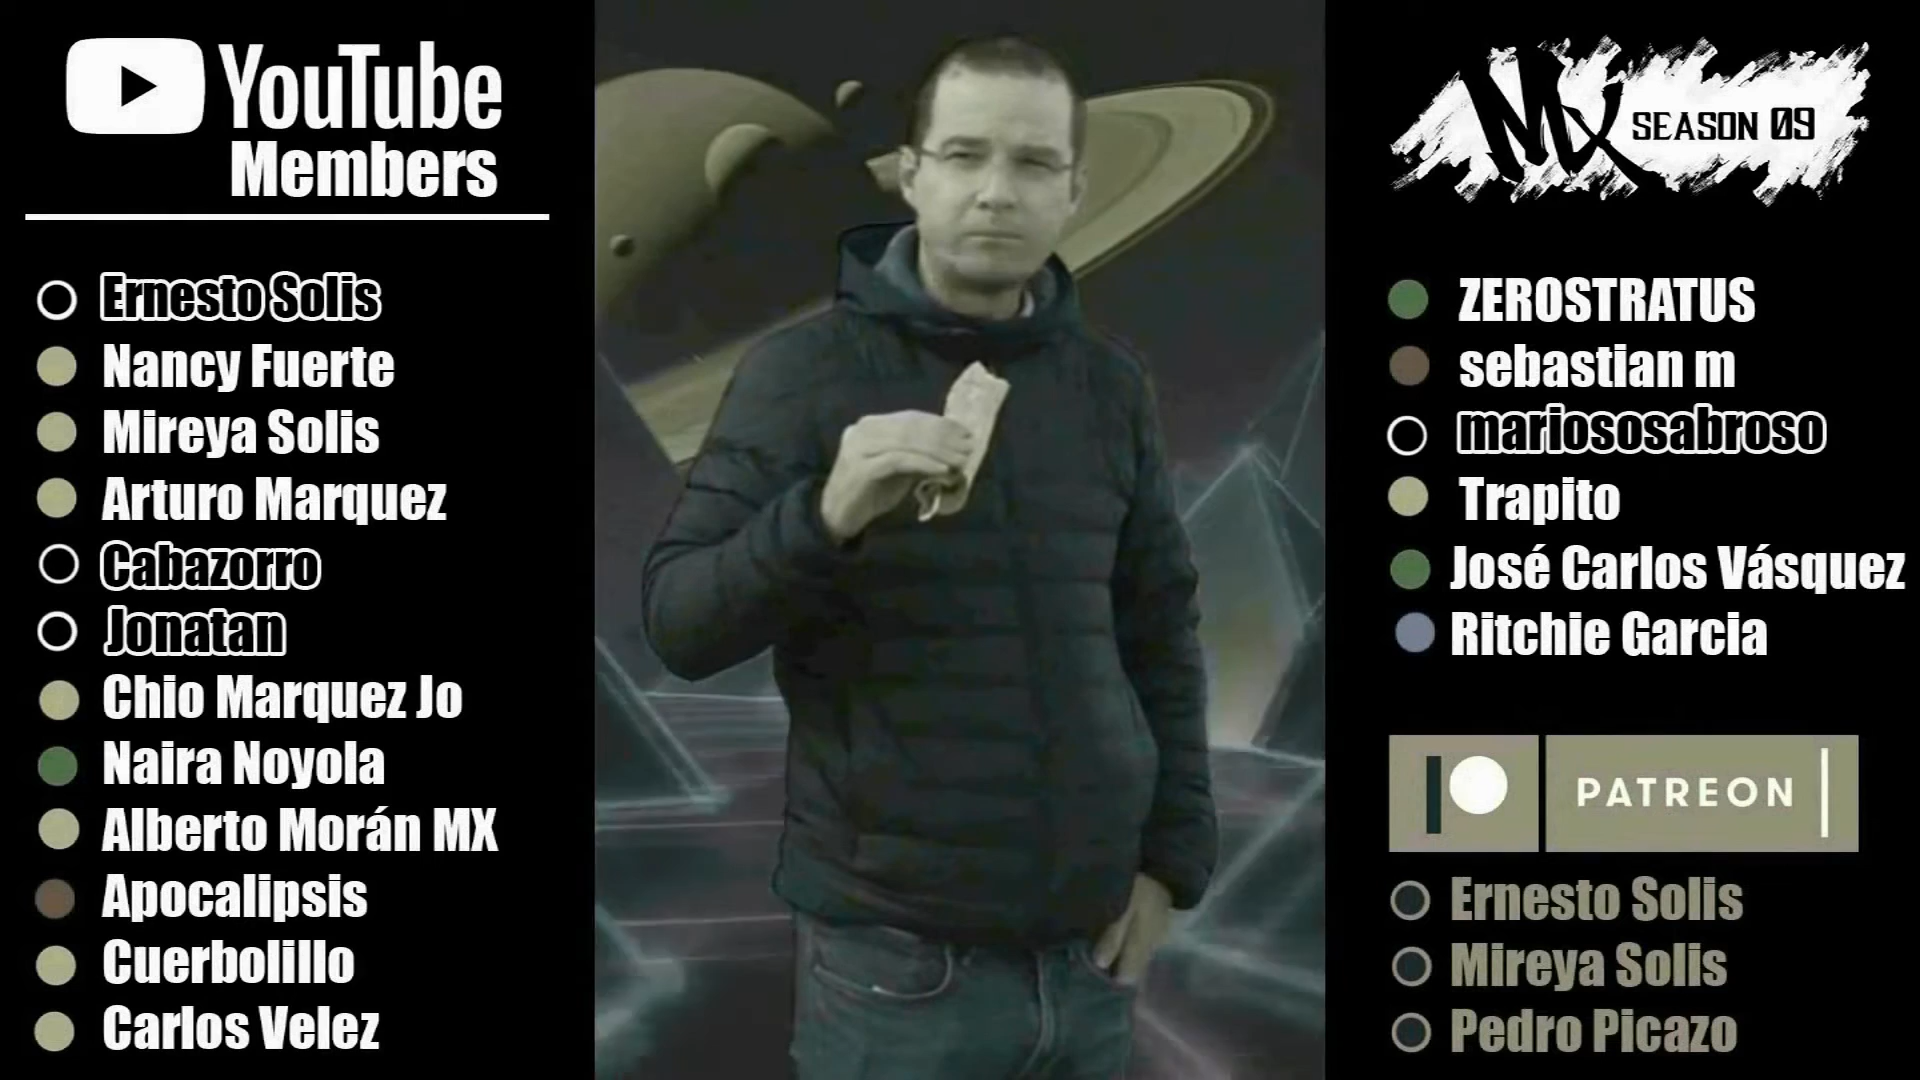 YouTube
Members
Ernesto Solis
Nancy Fuerte
Mireya Solis
Arturo Marquez
Cabazorro
Jonatan
Chio Marquez Jo
Naira Noyola
Alberto Morán MX
Apocalipsis
Cuerbolillo
Carlos Velez
Mx SEASON 09
ZEROSTRATUS
sebastian m
mariososabroso
Trapito
José Carlos Vásquez
Ritchie Garcia
PATREON
Ernesto Solis
Mireya Solis
Pedro Picazo